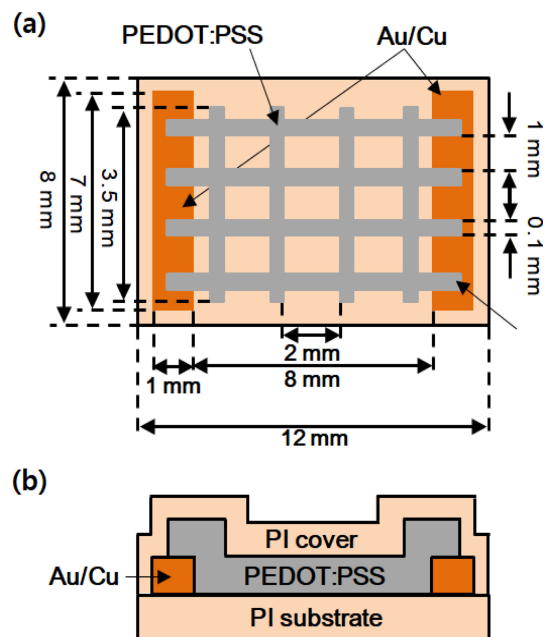 (a)
PEDOT:PSS
Au/Cu
8 mm
7 mm
3.5 mm
1 mm
0.1 mm
2 mm
1 mm
8 mm
12 mm
(b)
PI cover
Au/Cu
PEDOT:PSS
PI substrate